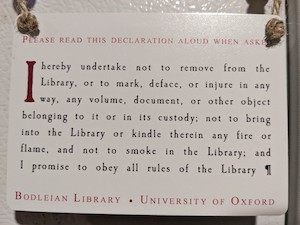 PLEASE READ THIS DECLARATION ALOUD WHEN ASKED
I hereby undertake not to remove from the
Library, or to mark, deface, or injure in any
way, any volume, document, or other object
belonging to it or in its custody; not to bring
into the Library or kindle therein any fire or
flame, and not to smoke in the Library; and
I promise to obey all rules of the Library ¶
BODLEIAN LIBRARY • UNIVERSITY OF OXFORD